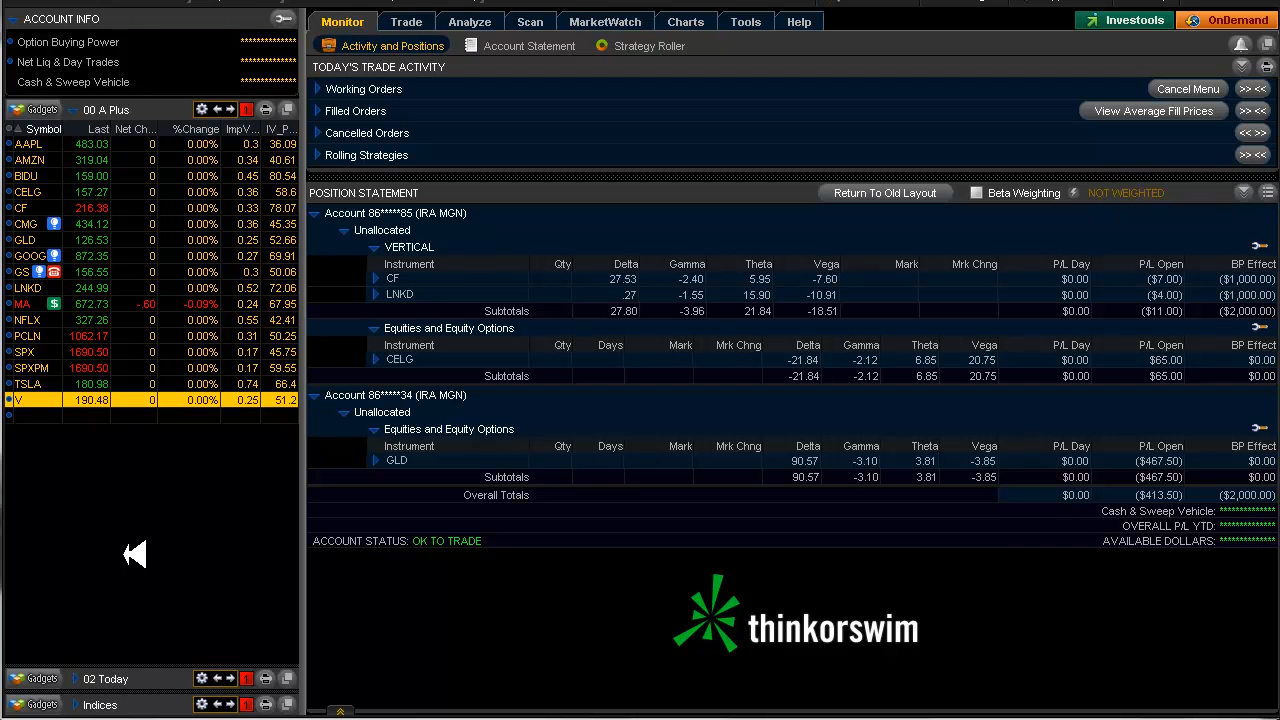 ACCOUNT INFO
Option Buying Power *************
Net Liq & Day Trades *************
Cash & Sweep Vehicle *************
Gadgets 00 A Plus 1
Symbol Last Net Ch... %Change ImpV... IV_P...
AAPL 483.03 0 0.00% 0.3 36.09
AMZN 319.04 0 0.00% 0.34 40.61
BIDU 159.00 0 0.00% 0.45 80.54
CELG 157.27 0 0.00% 0.36 58.6
CF 216.38 0 0.00% 0.33 78.07
CMG 434.12 0 0.00% 0.36 45.35
GLD 126.53 0 0.00% 0.25 52.66
GOOG 872.35 0 0.00% 0.27 69.91
GS 156.55 0 0.00% 0.3 50.06
LNKD 244.99 0 0.00% 0.52 72.06
MA $ 672.73 -.60 -0.09% 0.24 67.95
NFLX 327.26 0 0.00% 0.55 42.41
PCLN 1062.17 0 0.00% 0.31 50.25
SPX 1690.50 0 0.00% 0.17 45.75
SPXPM 1690.50 0 0.00% 0.17 59.55
TSLA 180.98 0 0.00% 0.74 66.4
V 190.48 0 0.00% 0.25 51.2
Gadgets 02 Today 1
Gadgets Indices 1
Monitor Trade Analyze Scan MarketWatch Charts Tools Help Investools OnDemand
Activity and Positions Account Statement Strategy Roller
TODAY'S TRADE ACTIVITY
Working Orders Cancel Menu >> <<
Filled Orders View Average Fill Prices >> <<
Cancelled Orders << >>
Rolling Strategies >> <<
POSITION STATEMENT Return To Old Layout Beta Weighting NOT WEIGHTED
Account 86*****85 (IRA MGN)
Unallocated
VERTICAL
Instrument Qty Delta Gamma Theta Vega Mark Mrk Chng P/L Day P/L Open BP Effect
CF 27.53 -2.40 5.95 -7.60 $0.00 ($7.00) ($1,000.00)
LNKD .27 -1.55 15.90 -10.91 $0.00 ($4.00) ($1,000.00)
Subtotals 27.80 -3.96 21.84 -18.51 $0.00 ($11.00) ($2,000.00)
Equities and Equity Options
Instrument Qty Days Mark Mrk Chng Delta Gamma Theta Vega P/L Day P/L Open BP Effect
CELG -21.84 -2.12 6.85 20.75 $0.00 $65.00 $0.00
Subtotals -21.84 -2.12 6.85 20.75 $0.00 $65.00 $0.00
Account 86*****34 (IRA MGN)
Unallocated
Equities and Equity Options
Instrument Qty Days Mark Mrk Chng Delta Gamma Theta Vega P/L Day P/L Open BP Effect
GLD 90.57 -3.10 3.81 -3.85 $0.00 ($467.50) $0.00
Subtotals 90.57 -3.10 3.81 -3.85 $0.00 ($467.50) $0.00
Overall Totals $0.00 ($413.50) ($2,000.00)
Cash & Sweep Vehicle: *************
OVERALL P/L YTD: *************
ACCOUNT STATUS: OK TO TRADE AVAILABLE DOLLARS: *************
thinkorswim